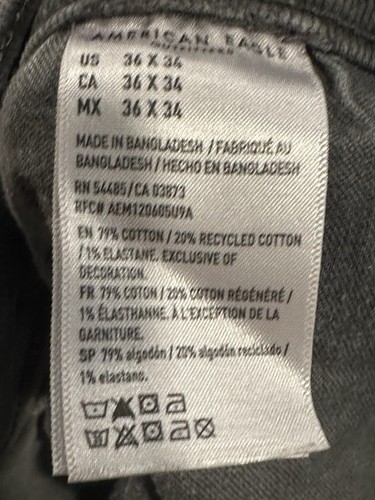 AMERICAN EAGLE
OUTFITTERS
US 36 X 34
CA 36 X 34
MX 36 X 34
MADE IN BANGLADESH / FABRIQUÉ AU
BANGLADESH / HECHO EN BANGLADESH
RN 54485 / CA 03873
RFC# AEM120605U9A
EN 79% COTTON / 20% RECYCLED COTTON
/ 1% ELASTANE. EXCLUSIVE OF
DECORATION.
FR 79% COTON / 20% COTON RÉGÉNÉRÉ /
1% ÉLASTHANNE. À L'EXCEPTION DE LA
GARNITURE.
SP 79% algodón / 20% algodón reciclado /
1% elastano.